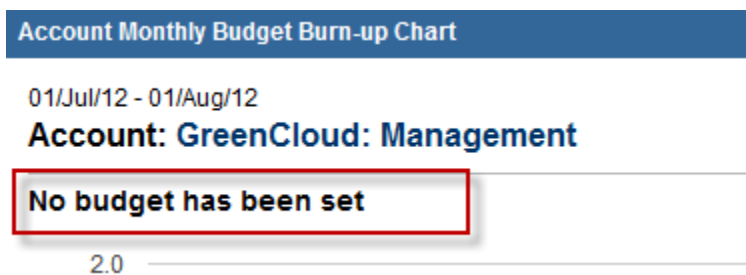 Account Monthly Budget Burn-up Chart
01/Jul/12 - 01/Aug/12
Account: GreenCloud: Management
No budget has been set
2.0